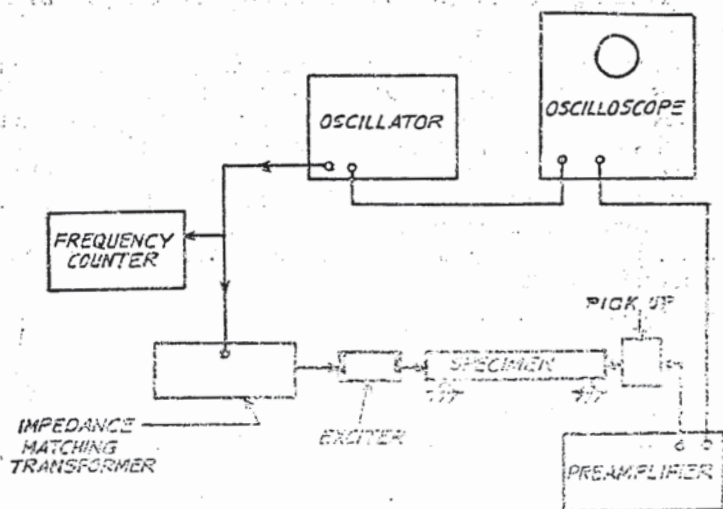 OSCILLATOR
OSCILLOSCOPE
FREQUENCY
COUNTER
PICK UP
SPECIMEN
IMPEDANCE
MATCHING
TRANSFORMER
EXCITER
PREAMPLIFIER